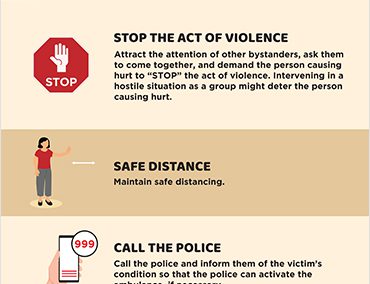 STOP THE ACT OF VIOLENCE
Attract the attention of other bystanders, ask them
to come together, and demand the person causing
hurt to “STOP” the act of violence. Intervening in a
hostile situation as a group might deter the person
causing hurt.
STOP
SAFE DISTANCE
Maintain safe distancing.
999
CALL THE POLICE
Call the police and inform them of the victim’s
condition so that the police can activate the
ambulance, if necessary.